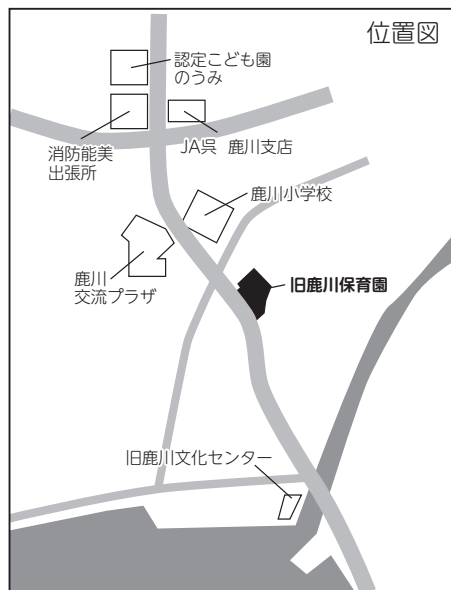 位置図
認定こども園
のうみ
消防能美
出張所
JA呉 鹿川支店
鹿川小学校
鹿川
交流プラザ
旧鹿川保育園
旧鹿川文化センター